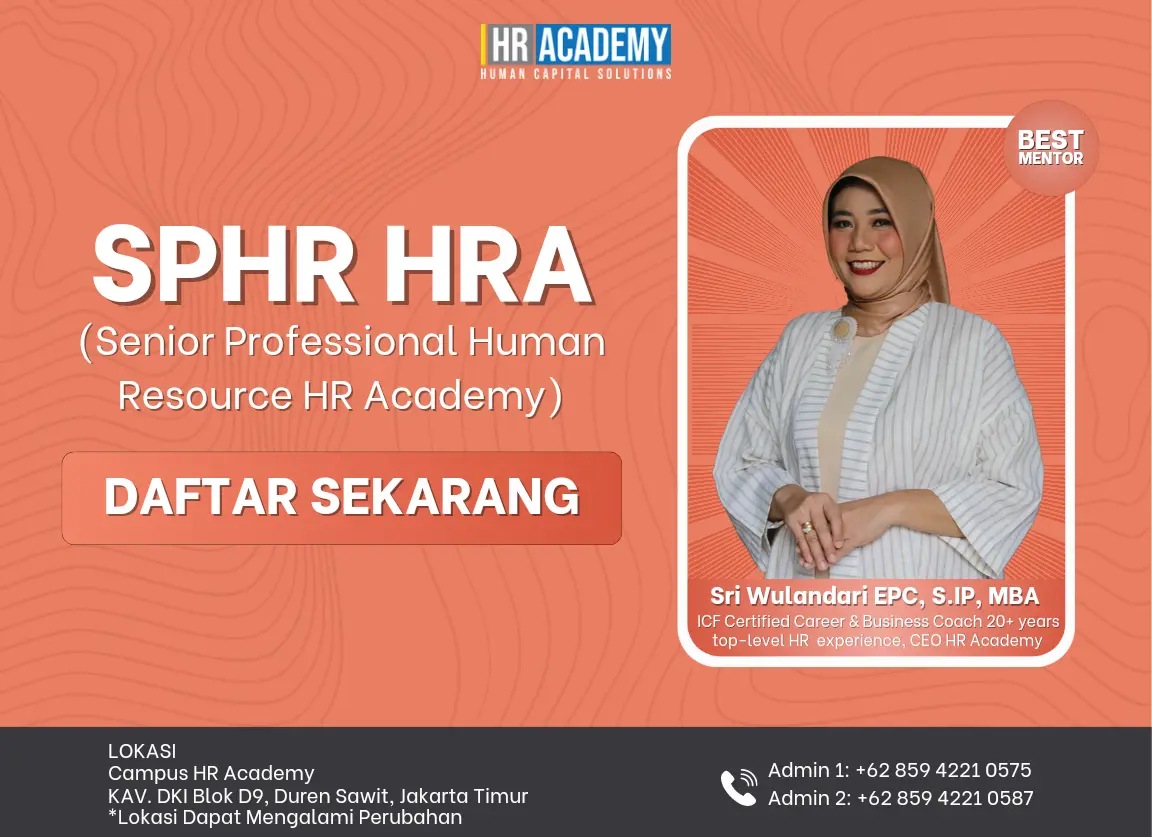 HR ACADEMY
HUMAN CAPITAL SOLUTIONS
BEST
MENTOR
SPHR HRA
(Senior Professional Human
Resource HR Academy)
DAFTAR SEKARANG
Sri Wulandari EPC, S.IP, MBA
ICF Certified Career & Business Coach 20+ years
top-level HR experience, CEO HR Academy
LOKASI
Campus HR Academy
KAV. DKI Blok D9, Duren Sawit, Jakarta Timur
*Lokasi Dapat Mengalami Perubahan
Admin 1: +62 859 4221 0575
Admin 2: +62 859 4221 0587